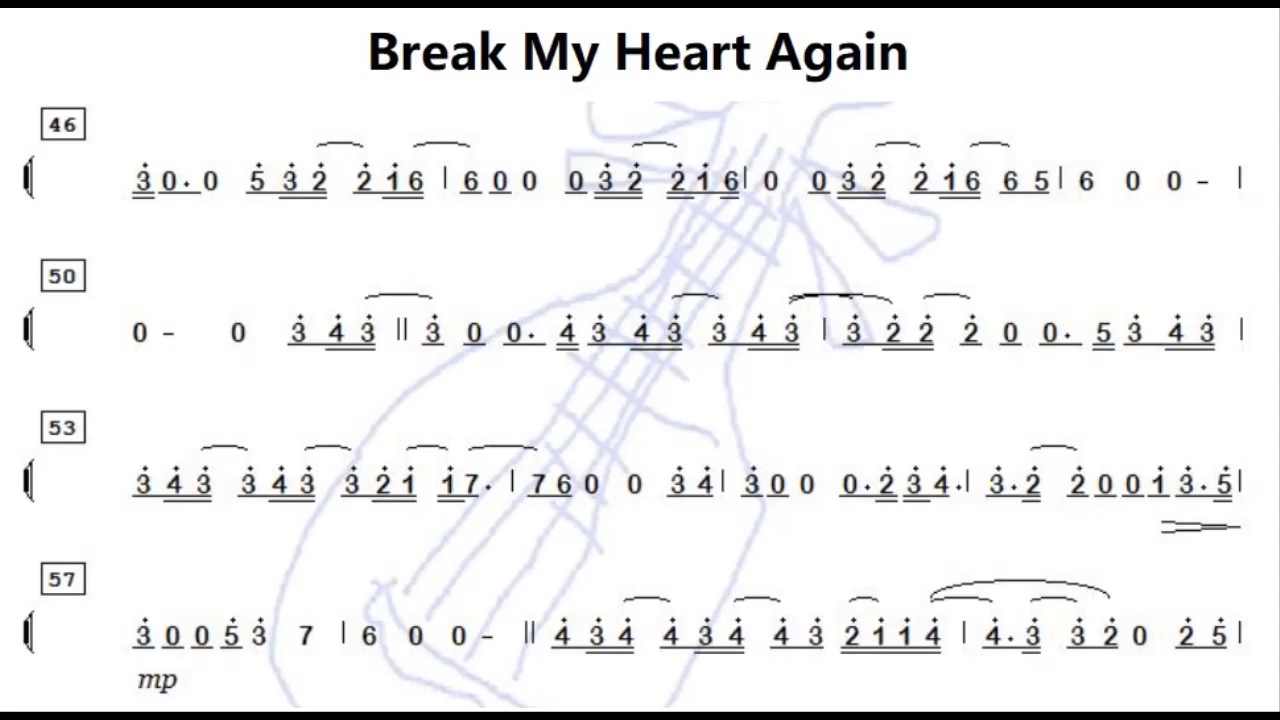 Break My Heart Again
46
3̇ 0 . 0 5̇ 3̇ 2̇ 2̇ 1̇ 6 | 6 0 0 0 3̇ 2̇ 2̇ 1̇ 6 | 0 0 3̇ 2̇ 2̇ 1̇ 6 6 5 | 6 0 0 – |
50
0 – 0 3̇ 4̇ 3̇ || 3̇ 0 0 . 4̇ 3̇ 4̇ 3̇ 3̇ 4̇ 3̇ | 3̇ 2̇ 2̇ 2̇ 0 0 . 5̇ 3̇ 4̇ 3̇ |
53
3̇ 4̇ 3̇ 3̇ 4̇ 3̇ 3̇ 2̇ 1̇ 1̇ 7 . | 7 6 0 0 3̇ 4̇ | 3̇ 0 0 0 . 2̇ 3̇ 4̇ . | 3̇ . 2̇ 2̇ 0 0 1̇ 3̇ . 5̇ |
57
3̇ 0 0 5̇ 3̇ 7 | 6 0 0 – || 4̇ 3̇ 4̇ 4̇ 3̇ 4̇ 4̇ 3̇ 2̇ 1̇ 1̇ 4̇ | 4̇ . 3̇ 3̇ 2̇ 0 2̇ 5̇ |
mp